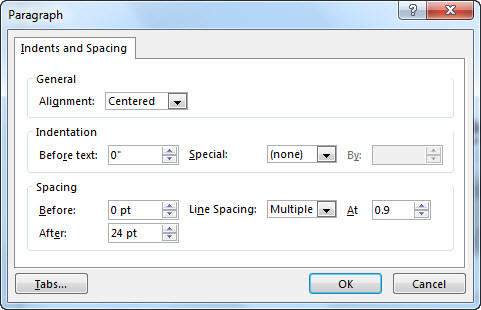 Paragraph
Indents and Spacing
General
Alignment: Centered
Indentation
Before text: 0" Special: (none) By:
Spacing
Before: 0 pt Line Spacing: Multiple At 0.9
After: 24 pt
Tabs... OK Cancel